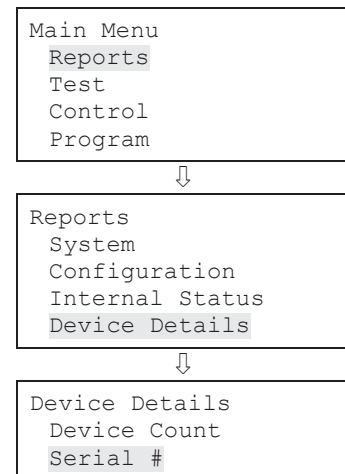 Main Menu
Reports
Test
Control
Program
⇩
Reports
System
Configuration
Internal Status
Device Details
⇩
Device Details
Device Count
Serial #